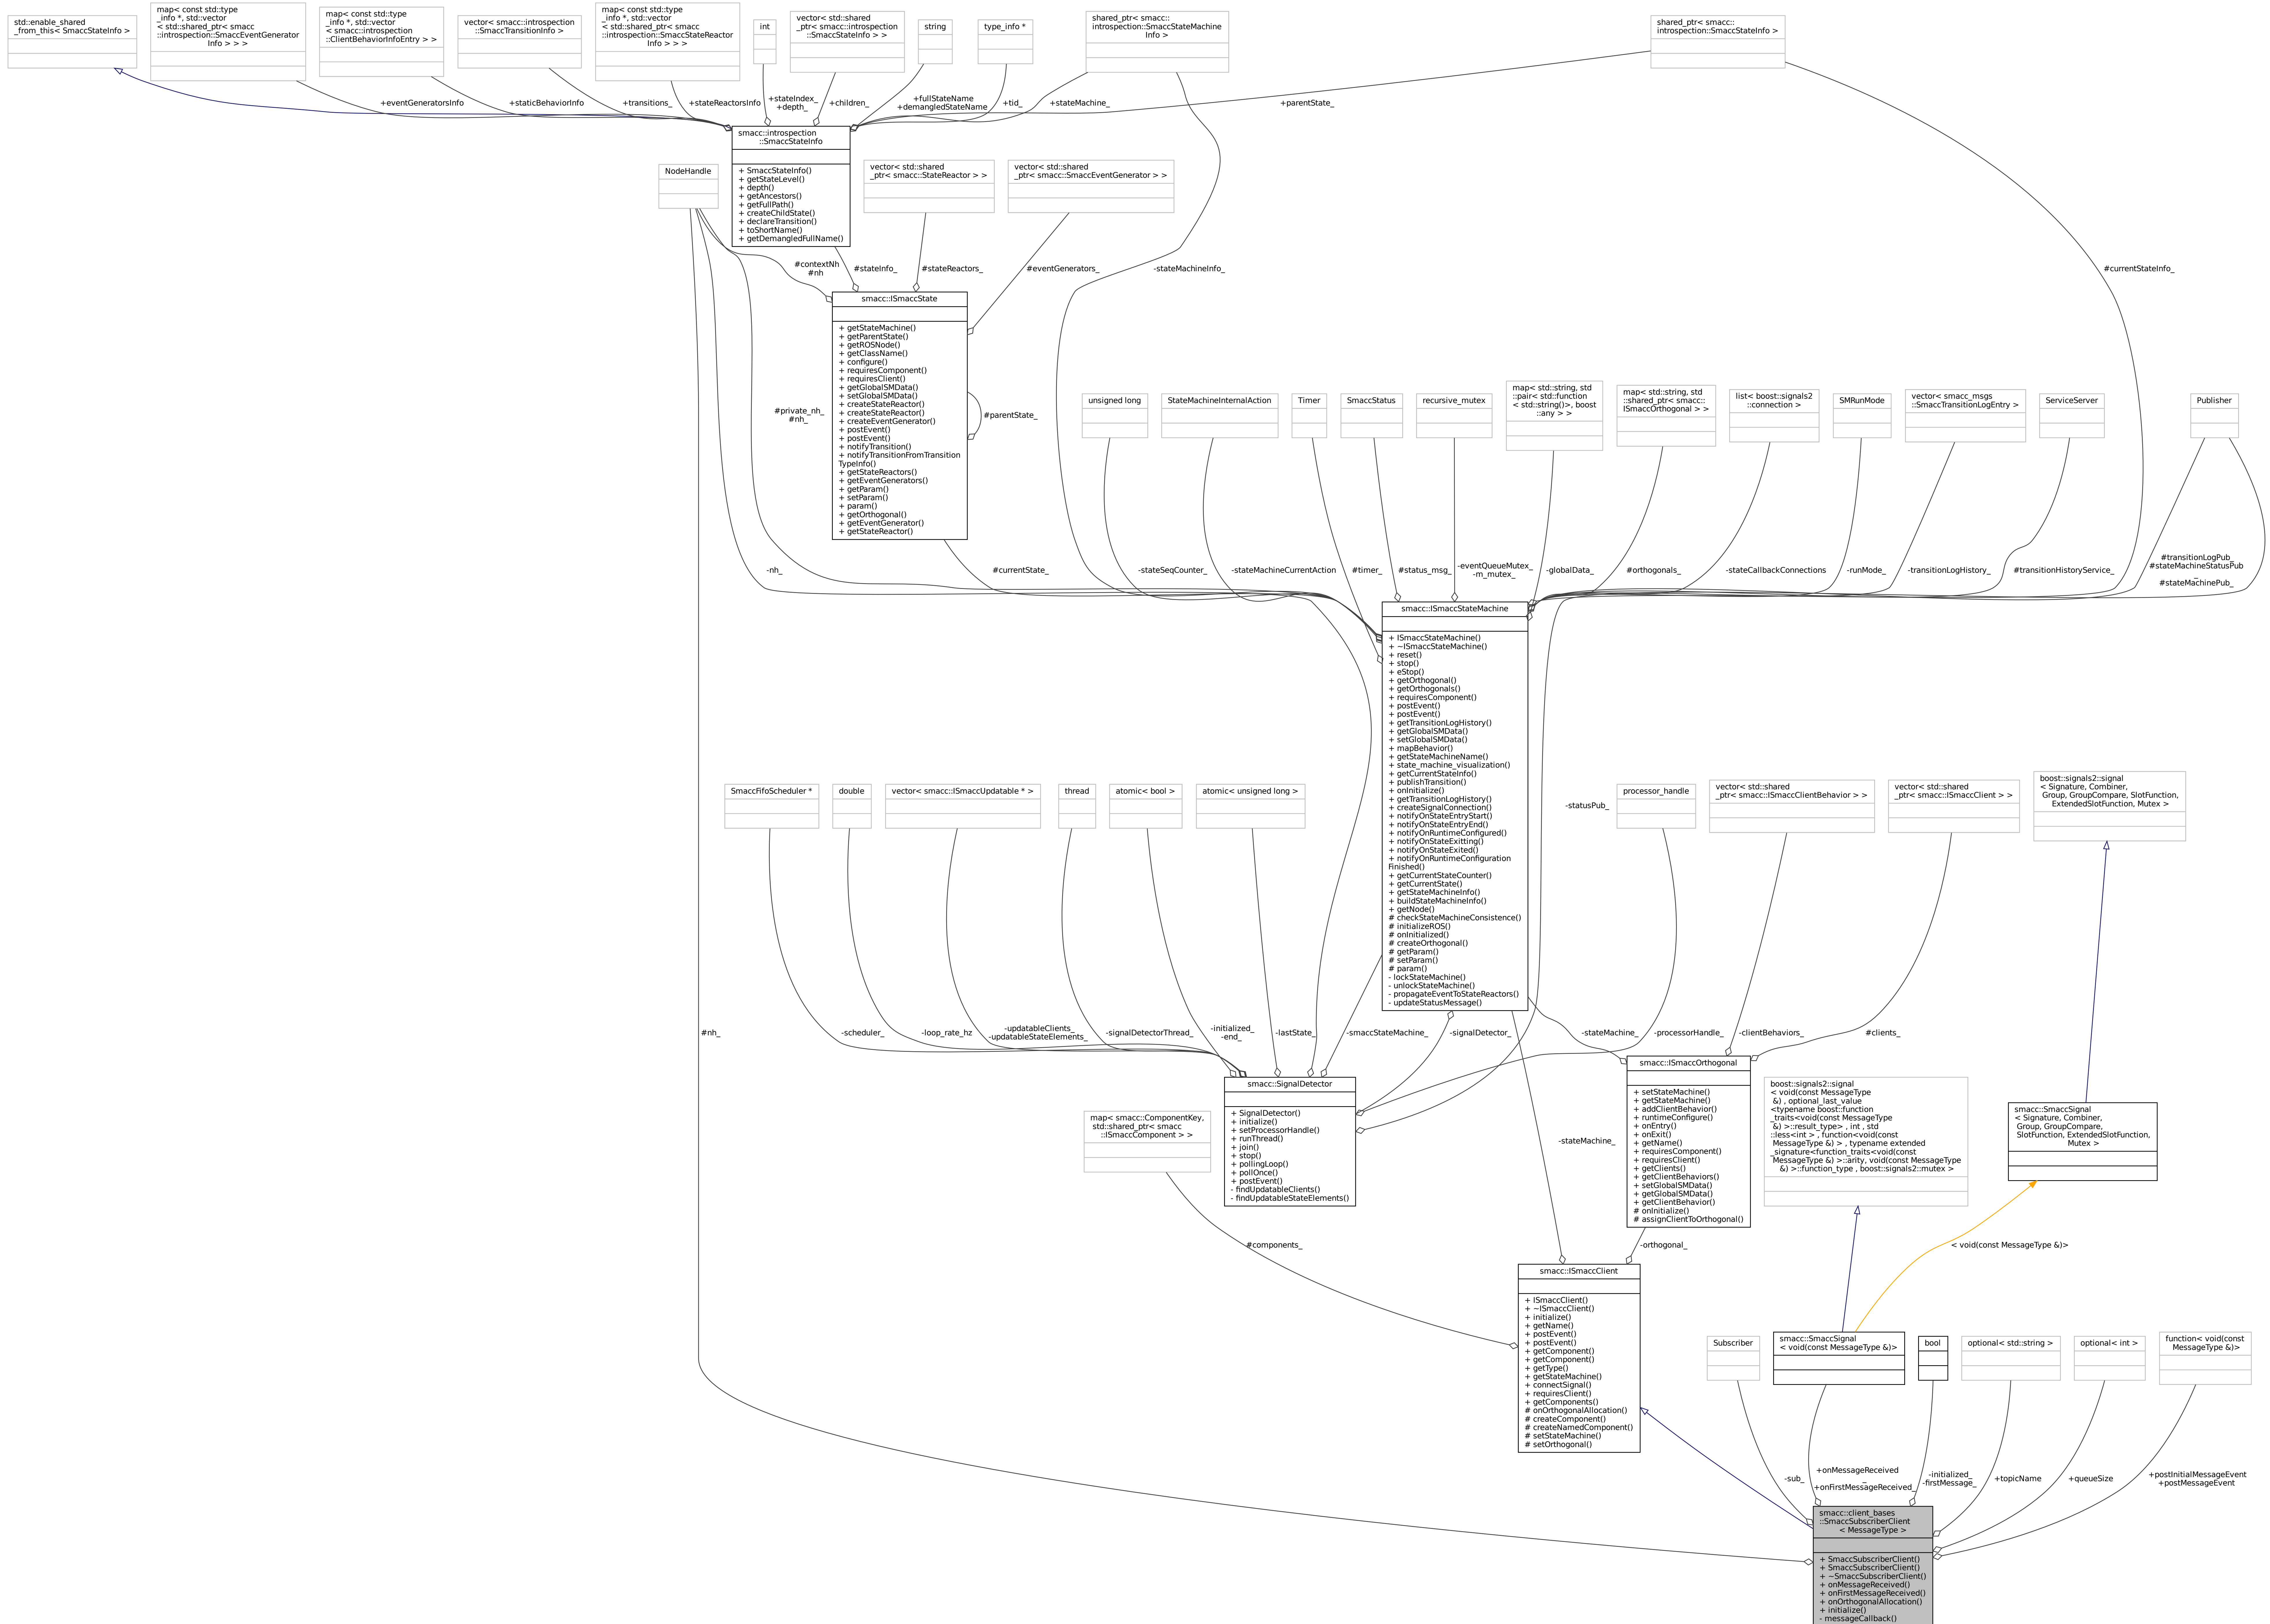 std::enable_shared
_from_this< SmaccStateInfo >
map< const std::type
_info *, std::vector
< std::shared_ptr< smacc
::introspection::SmaccEventGenerator
Info > > >
map< const std::type
_info *, std::vector
< smacc::introspection
::ClientBehaviorInfoEntry > >
vector< smacc::introspection
::SmaccTransitionInfo >
map< const std::type
_info *, std::vector
< std::shared_ptr< smacc
::introspection::SmaccStateReactor
Info > > >
int
vector< std::shared
_ptr< smacc::introspection
::SmaccStateInfo > >
string
type_info *
shared_ptr< smacc::
introspection::SmaccStateMachine
Info >
shared_ptr< smacc::
introspection::SmaccStateInfo >
+eventGeneratorsInfo
+staticBehaviorInfo
+transitions_
+stateReactorsInfo
+stateIndex_
+depth_
+children_
+fullStateName
+demangledStateName
+tid_
+stateMachine_
+parentState_
smacc::introspection
::SmaccStateInfo
+ SmaccStateInfo()
+ getStateLevel()
+ depth()
+ getAncestors()
+ getFullPath()
+ createChildState()
+ declareTransition()
+ toShortName()
+ getDemangledFullName()
NodeHandle
vector< std::shared
_ptr< smacc::StateReactor > >
vector< std::shared
_ptr< smacc::SmaccEventGenerator > >
#contextNh
#nh
#stateInfo_
#stateReactors_
#eventGenerators_
-stateMachineInfo_
#currentStateInfo_
smacc::ISmaccState
+ getStateMachine()
+ getParentState()
+ getROSNode()
+ getClassName()
+ configure()
+ requiresComponent()
+ requiresClient()
+ getGlobalSMData()
+ setGlobalSMData()
+ createStateReactor()
+ createStateReactor()
+ createEventGenerator()
+ postEvent()
+ postEvent()
+ notifyTransition()
+ notifyTransitionFromTransition
TypeInfo()
+ getStateReactors()
+ getEventGenerators()
+ getParam()
+ setParam()
+ param()
+ getOrthogonal()
+ getEventGenerator()
+ getStateReactor()
#parentState_
#private_nh_
#nh_
unsigned long
StateMachineInternalAction
Timer
SmaccStatus
recursive_mutex
map< std::string, std
::pair< std::function
< std::string()>, boost
::any > >
map< std::string, std
::shared_ptr< smacc::
ISmaccOrthogonal > >
list< boost::signals2
::connection >
SMRunMode
vector< smacc_msgs
::SmaccTransitionLogEntry >
ServiceServer
Publisher
-nh_
#currentState_
-stateSeqCounter_
-stateMachineCurrentAction
#timer_
#status_msg_
-eventQueueMutex_
-m_mutex_
-globalData_
#orthogonals_
-stateCallbackConnections
-runMode_
-transitionLogHistory_
#transitionHistoryService_
#transitionLogPub_
#stateMachineStatusPub
_
#stateMachinePub_
smacc::ISmaccStateMachine
+ ISmaccStateMachine()
+ ~ISmaccStateMachine()
+ reset()
+ stop()
+ eStop()
+ getOrthogonal()
+ getOrthogonals()
+ requiresComponent()
+ postEvent()
+ postEvent()
+ getTransitionLogHistory()
+ getGlobalSMData()
+ setGlobalSMData()
+ mapBehavior()
+ getStateMachineName()
+ state_machine_visualization()
+ getCurrentStateInfo()
+ publishTransition()
+ onInitialize()
+ getTransitionLogHistory()
+ createSignalConnection()
+ notifyOnStateEntryStart()
+ notifyOnStateEntryEnd()
+ notifyOnRuntimeConfigured()
+ notifyOnStateExitting()
+ notifyOnStateExited()
+ notifyOnRuntimeConfiguration
Finished()
+ getCurrentStateCounter()
+ getCurrentState()
+ getStateMachineInfo()
+ buildStateMachineInfo()
+ getNode()
# checkStateMachineConsistence()
# initializeROS()
# onInitialized()
# createOrthogonal()
# getParam()
# setParam()
# param()
- lockStateMachine()
- unlockStateMachine()
- propagateEventToStateReactors()
- updateStatusMessage()
SmaccFifoScheduler *
double
vector< smacc::ISmaccUpdatable * >
thread
atomic< bool >
atomic< unsigned long >
-statusPub_
processor_handle
vector< std::shared
_ptr< smacc::ISmaccClientBehavior > >
vector< std::shared
_ptr< smacc::ISmaccClient > >
boost::signals2::signal
< Signature, Combiner,
Group, GroupCompare, SlotFunction,
ExtendedSlotFunction, Mutex >
#nh_
-scheduler_
-loop_rate_hz
-updatableClients_
-updatableStateElements_
-signalDetectorThread_
-initialized_
-end_
-lastState_
-smaccStateMachine_
-signalDetector_
-stateMachine_
-processorHandle_
-clientBehaviors_
#clients_
smacc::SignalDetector
+ SignalDetector()
+ initialize()
+ setProcessorHandle()
+ runThread()
+ join()
+ stop()
+ pollingLoop()
+ pollOnce()
+ postEvent()
- findUpdatableClients()
- findUpdatableStateElements()
smacc::ISmaccOrthogonal
+ setStateMachine()
+ getStateMachine()
+ addClientBehavior()
+ runtimeConfigure()
+ onEntry()
+ onExit()
+ getName()
+ requiresComponent()
+ requiresClient()
+ getClients()
+ getClientBehaviors()
+ setGlobalSMData()
+ getGlobalSMData()
+ getClientBehavior()
# onInitialize()
# assignClientToOrthogonal()
boost::signals2::signal
< void(const MessageType
&) , optional_last_value
<typename boost::function
_traits<void(const MessageType
&) >::result_type> , int , std
::less<int > , function<void(const
MessageType &) > , typename extended
_signature<function_traits<void(const
MessageType &) >::arity, void(const MessageType
&) >::function_type , boost::signals2::mutex >
smacc::SmaccSignal
< Signature, Combiner,
Group, GroupCompare,
SlotFunction, ExtendedSlotFunction,
Mutex >
map< smacc::ComponentKey,
std::shared_ptr< smacc
::ISmaccComponent > >
-stateMachine_
#components_
-orthogonal_
< void(const MessageType &)>
smacc::ISmaccClient
+ ISmaccClient()
+ ~ISmaccClient()
+ initialize()
+ getName()
+ postEvent()
+ postEvent()
+ getComponent()
+ getComponent()
+ getType()
+ getStateMachine()
+ connectSignal()
+ requiresClient()
+ getComponents()
# onOrthogonalAllocation()
# createComponent()
# createNamedComponent()
# setStateMachine()
# setOrthogonal()
Subscriber
smacc::SmaccSignal
< void(const MessageType &)>
bool
optional< std::string >
optional< int >
function< void(const
MessageType &)>
-sub_
+onMessageReceived
_
+onFirstMessageReceived_
-initialized_
-firstMessage_
+topicName
+queueSize
+postInitialMessageEvent
+postMessageEvent
smacc::client_bases
::SmaccSubscriberClient
< MessageType >
+ SmaccSubscriberClient()
+ SmaccSubscriberClient()
+ ~SmaccSubscriberClient()
+ onMessageReceived()
+ onFirstMessageReceived()
+ onOrthogonalAllocation()
+ initialize()
- messageCallback()